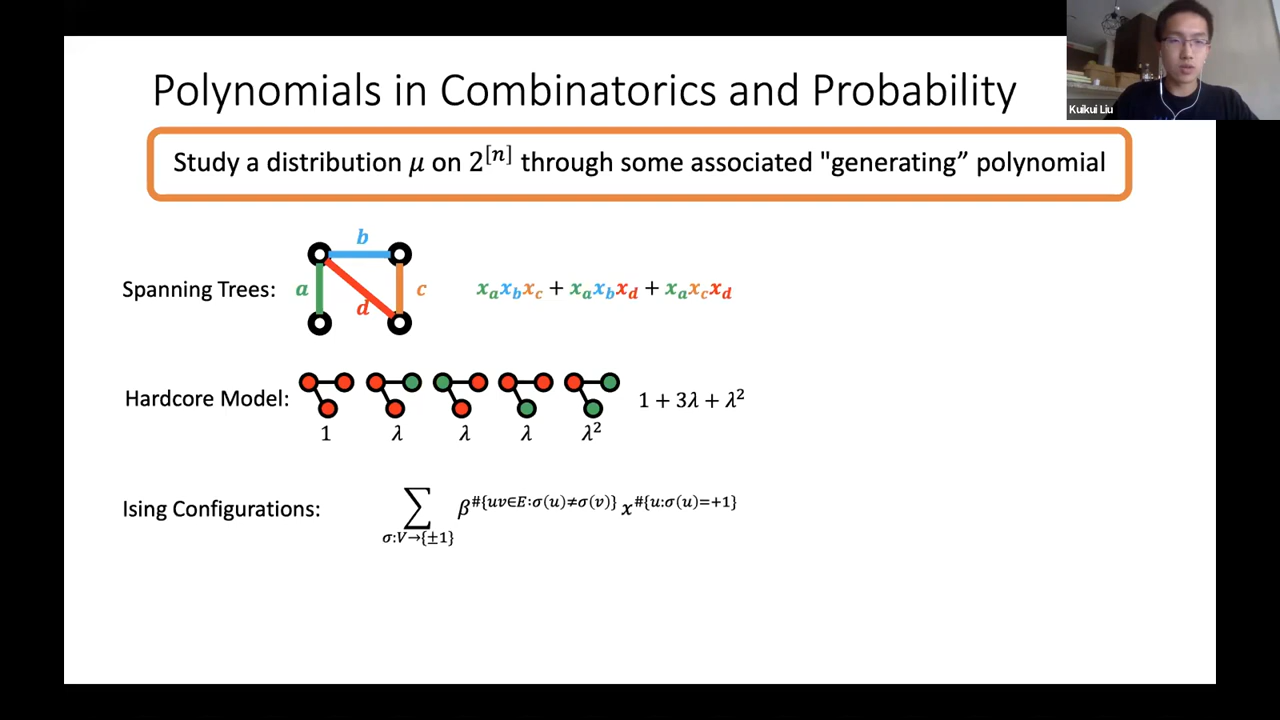 Polynomials in Combinatorics and Probability
Kuikui Liu
Study a distribution μ on 2^[n] through some associated "generating” polynomial
b
Spanning Trees: a c d x_a x_b x_c + x_a x_b x_d + x_a x_c x_d
Hardcore Model: 1 + 3λ + λ²
1 λ λ λ λ²
Ising Configurations: ∑_{σ:V→{±1}} β^{#{uv∈E:σ(u)≠σ(v)}} x^{#{u:σ(u)=+1}}